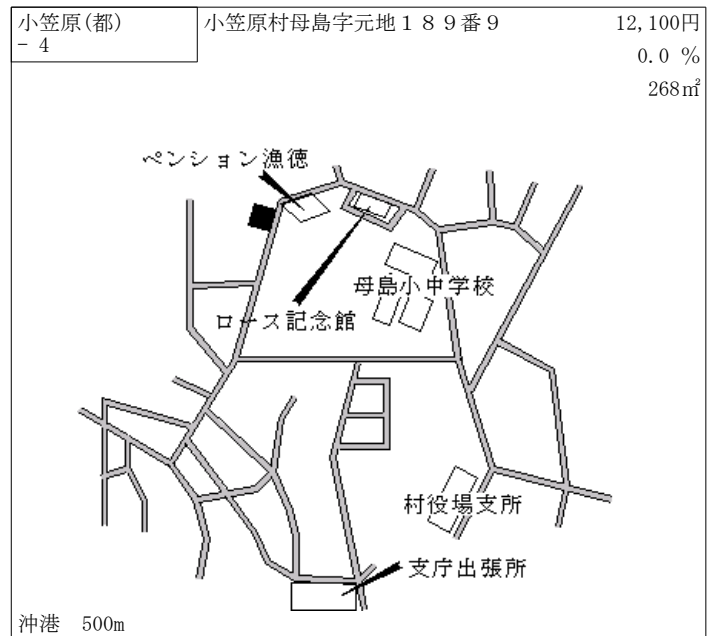 小笠原(都)
- 4
小笠原村母島字元地１８９番９
12,100円
0.0 %
268㎡
ペンション漁徳
母島小中学校
ロース記念館
村役場支所
支庁出張所
沖港　500m